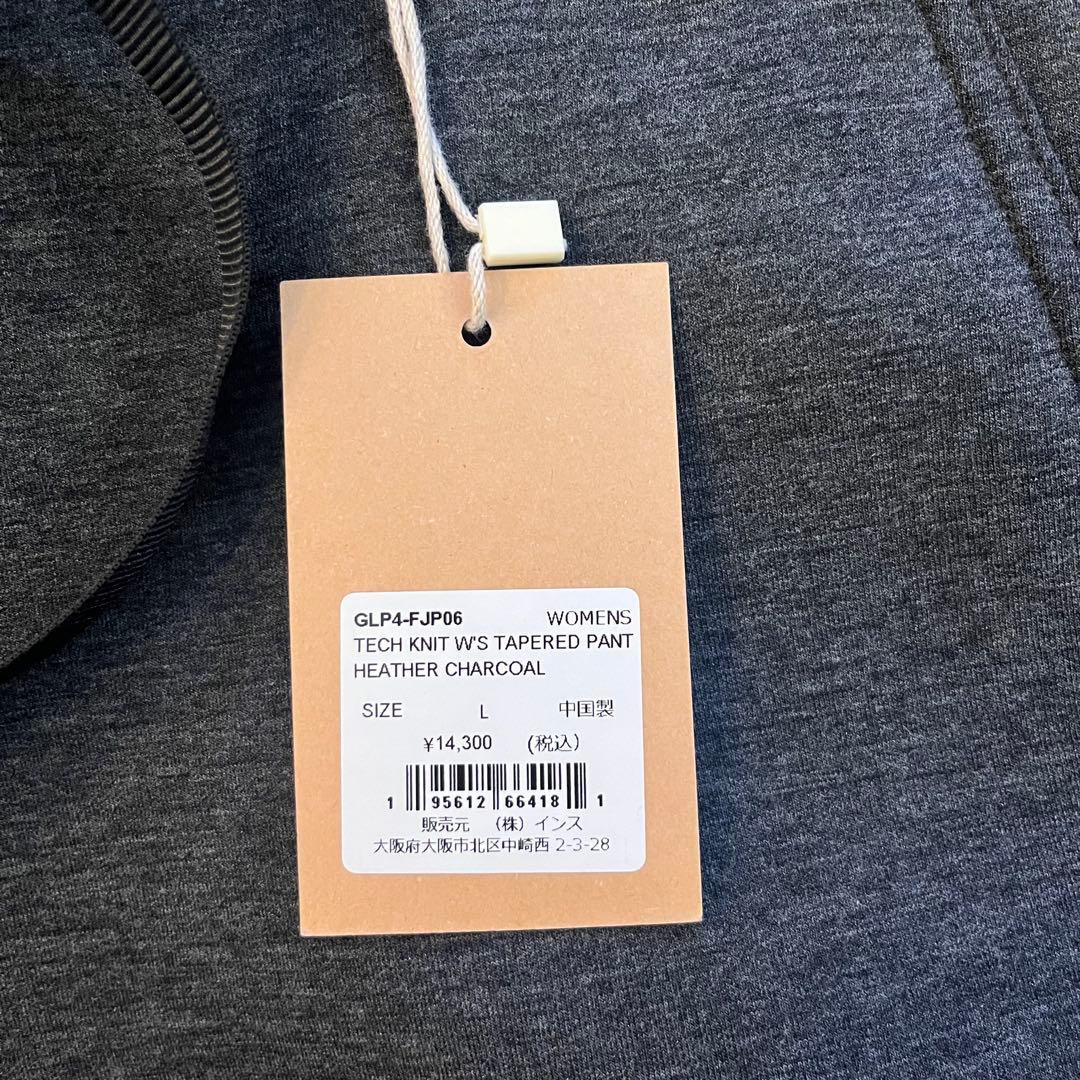 GLP4-FJP06 WOMENS
TECH KNIT W'S TAPERED PANT
HEATHER CHARCOAL
SIZE L 中国製
¥14,300 (税込)
1 95612 66418 1
販売元 （株）インス
大阪府大阪市北区中崎西 2-3-28